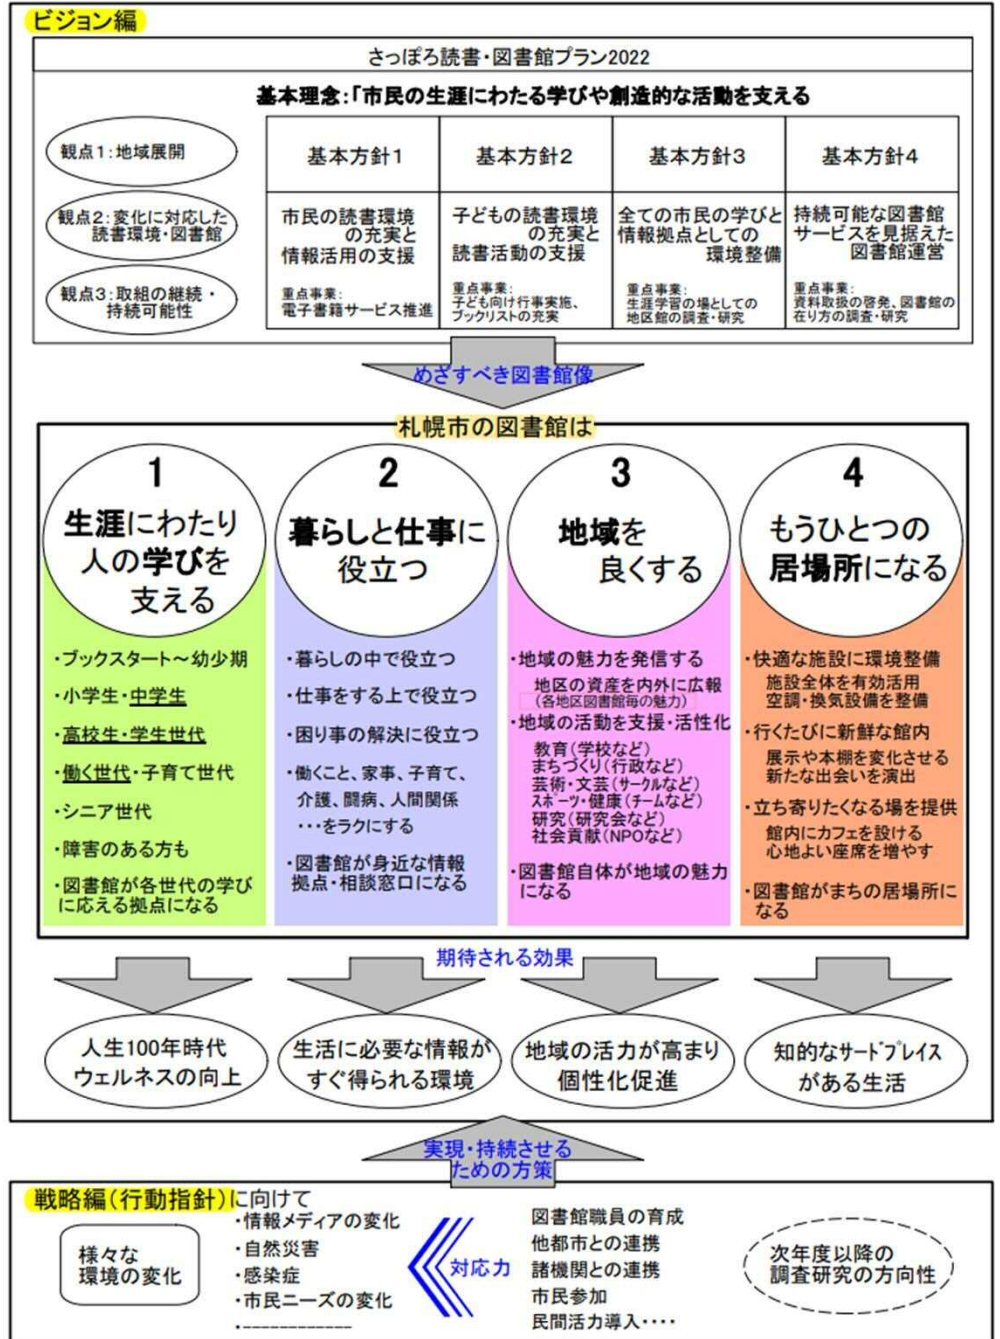 ビジョン編
さっぽろ読書・図書館プラン2022
基本理念:「市民の生涯にわたる学びや創造的な活動を支える
観点1:地域展開
観点2:変化に対応した
読書環境・図書館
観点3:取組の継続・
持続可能性
基本方針1
市民の読書環境
の充実と
情報活用の支援
重点事業:
電子書籍サービス推進
基本方針2
子どもの読書環境
の充実と
読書活動の支援
重点事業:
子ども向け行事実施、
ブックリストの充実
基本方針3
全ての市民の学びと
情報拠点としての
環境整備
重点事業:
生涯学習の場としての
地区館の調査・研究
基本方針4
持続可能な図書館
サービスを見据えた
図書館運営
重点事業:
資料取扱の啓発、図書館の
在り方の調査・研究
めざすべき図書館像
札幌市の図書館は
1
生涯にわたり
人の学びを
支える
・ブックスタート～幼少期
・小学生・中学生
・高校生・学生世代
・働く世代・子育て世代
・シニア世代
・障害のある方も
・図書館が各世代の学び
に応える拠点になる
2
暮らしと仕事に
役立つ
・暮らしの中で役立つ
・仕事をする上で役立つ
・困り事の解決に役立つ
・働くこと、家事、子育て、
介護、闘病、人間関係
・・・をラクにする
・図書館が身近な情報
拠点・相談窓口になる
3
地域を
良くする
・地域の魅力を発信する
地区の資産を内外に広報
(各地区図書館毎の魅力)
・地域の活動を支援・活性化
教育(学校など)
まちづくり(行政など)
芸術・文芸(サークルなど)
スポーツ・健康(チームなど)
研究(研究会など)
社会貢献(NPOなど)
・図書館自体が地域の魅力
になる
4
もうひとつの
居場所になる
・快適な施設に環境整備
施設全体を有効活用
空調・換気設備を整備
・行くたびに新鮮な館内
展示や本棚を変化させる
新たな出会いを演出
・立ち寄りたくなる場を提供
館内にカフェを設ける
心地よい座席を増やす
・図書館がまちの居場所に
なる
期待される効果
人生100年時代
ウェルネスの向上
生活に必要な情報が
すぐ得られる環境
地域の活力が高まり
個性化促進
知的なサードプレイス
がある生活
実現・持続させる
ための方策
戦略編(行動指針)に向けて
様々な
環境の変化
・情報メディアの変化
・自然災害
・感染症
・市民ニーズの変化
・------------
対応力
図書館職員の育成
他都市との連携
諸機関との連携
市民参加
民間活力導入・・・・
次年度以降の
調査研究の方向性